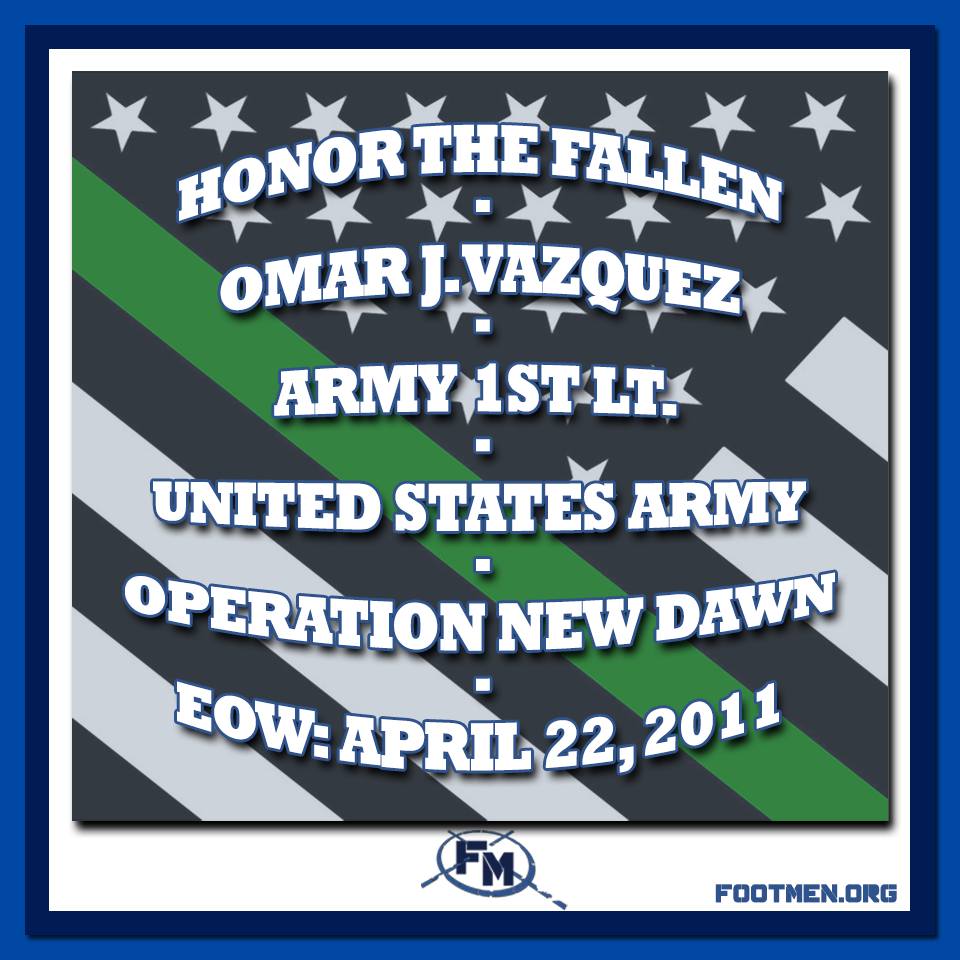 HONOR THE FALLEN
-
OMAR J. VAZQUEZ
-
ARMY 1ST LT.
-
UNITED STATES ARMY
-
OPERATION NEW DAWN
-
EOW: APRIL 22, 2011
FM
FOOTMEN.ORG